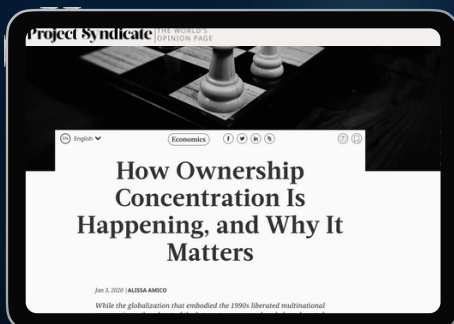 Project Syndicate THE WORLD'S
OPINION PAGE
EN English
Economics
How Ownership
Concentration Is
Happening, and Why It
Matters
Jan 3, 2020 | ALISSA AMICO
While the globalization that embodied the 1990s liberated multinational